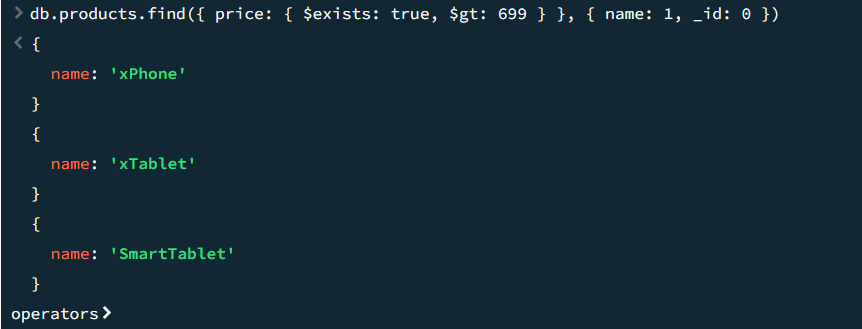 > db.products.find({ price: { $exists: true, $gt: 699 } }, { name: 1, _id: 0 })
< {
name: 'xPhone'
}
{
name: 'xTablet'
}
{
name: 'SmartTablet'
}
operators>